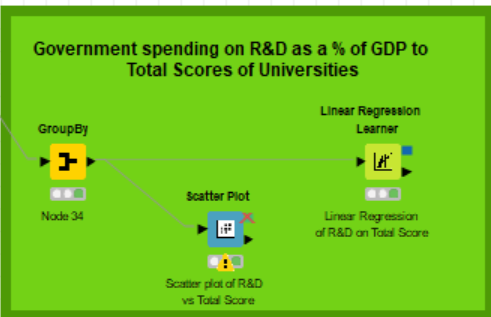 Government spending on R&D as a % of GDP to
Total Scores of Universities
Linear Regression
Learner
GroupBy
Node 34
Scatter Plot
Linear Regression
of R&D on Total Score
Scatter plot of R&D
vs Total Score